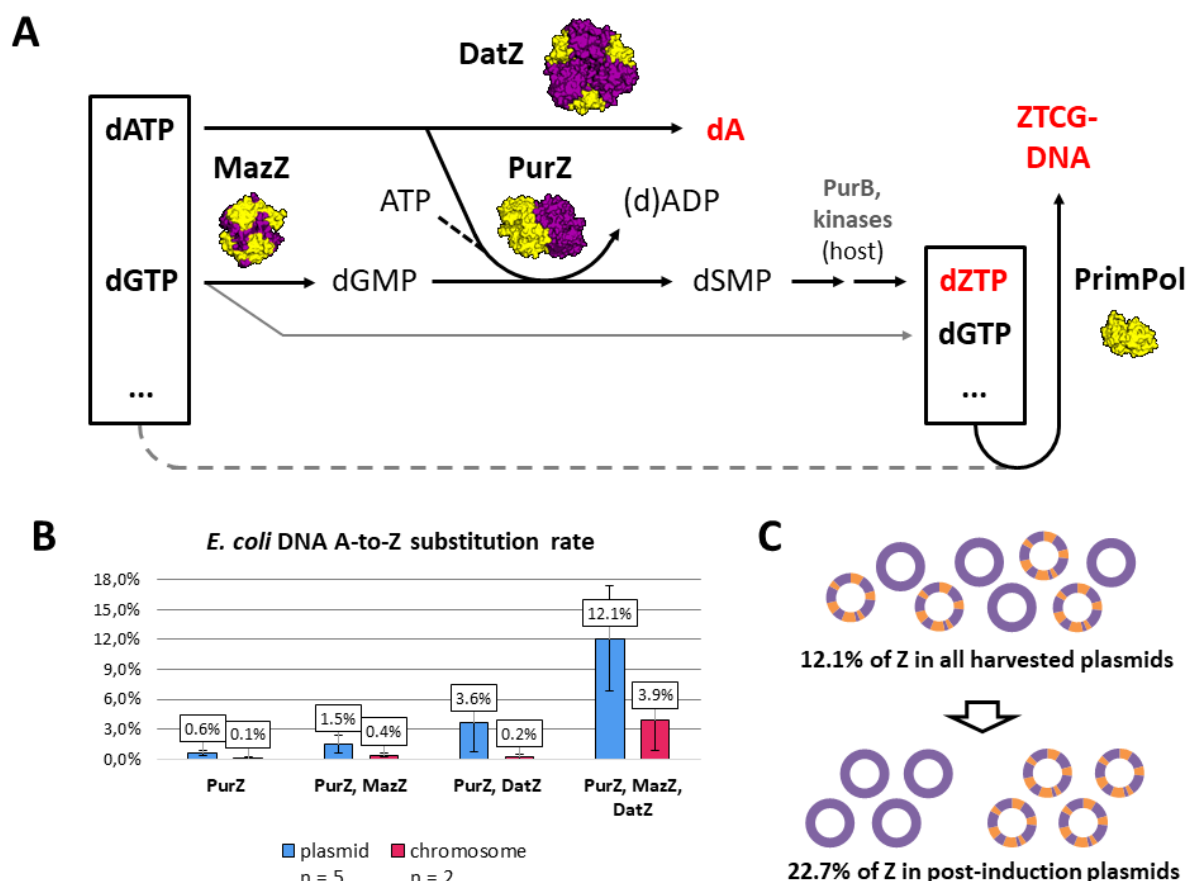 A
DatZ
dATP
dA
ZTCG-
DNA
MazZ
PurZ
ATP
(d)ADP
PurB,
kinases
(host)
dGTP
dGMP
dSMP
dZTP
PrimPol
dGTP
...
...
B
E. coli DNA A-to-Z substitution rate
18,0%
15,0%
12,0%
9,0%
6,0%
3,0%
0,0%
0.6%
0.1%
1.5%
0.4%
3.6%
0.2%
12.1%
3.9%
PurZ
PurZ, MazZ
PurZ, DatZ
PurZ, MazZ,
DatZ
plasmid
n = 5
chromosome
n = 2
C
12.1% of Z in all harvested plasmids
22.7% of Z in post-induction plasmids